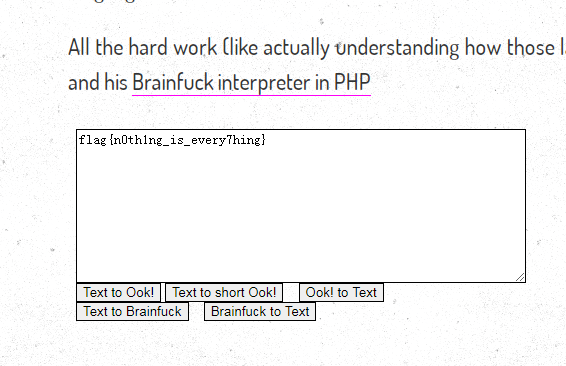 All the hard work (like actually understanding how those
and his Brainfuck interpreter in PHP
flag{n0th1ng_is_every7hing}
Text to Ook! Text to short Ook! Ook! to Text
Text to Brainfuck Brainfuck to Text